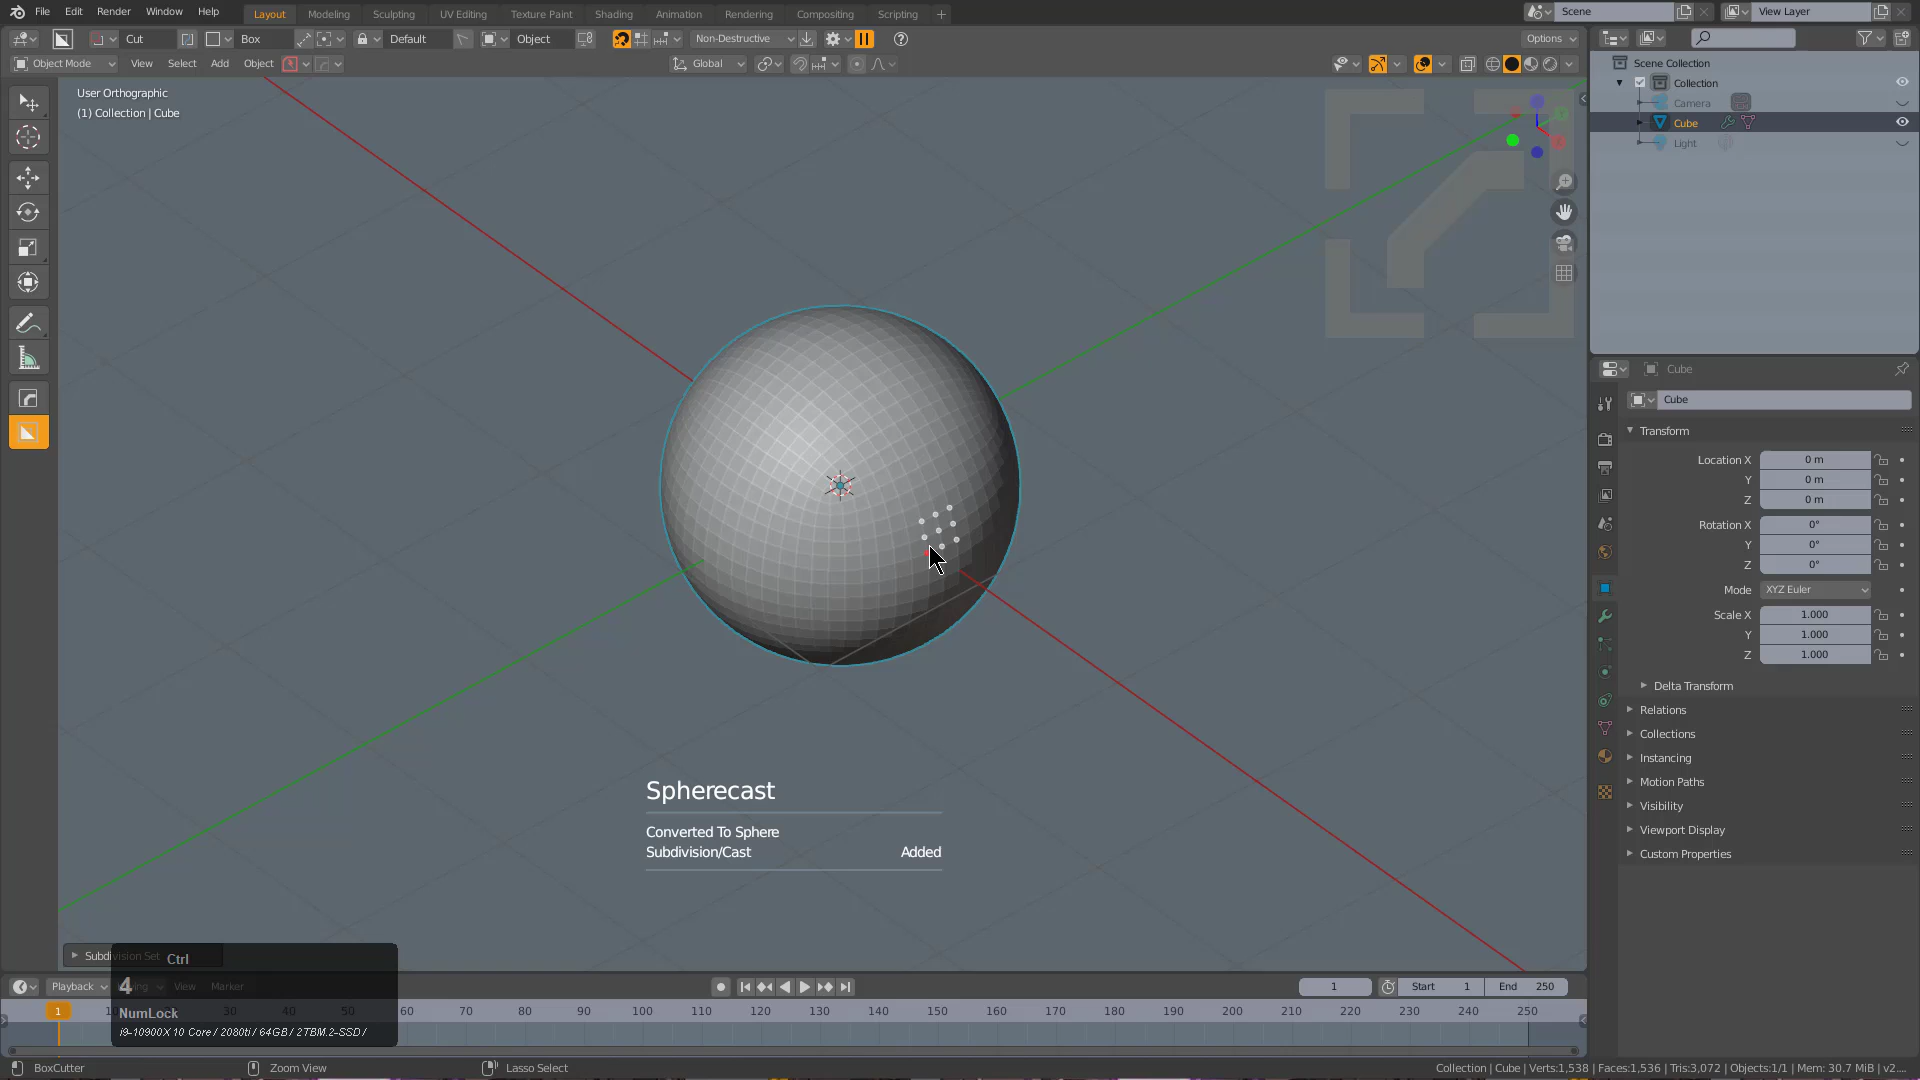 File Edit Render Window Help
Layout Modeling Sculpting UV Editing Texture Paint Shading Animation Rendering Compositing Scripting +
Scene
View Layer
Cut Box Default Object Non-Destructive Options
Object Mode View Select Add Object Global
User Orthographic
(1) Collection | Cube
Scene Collection
Collection
Camera
Cube
Light
Cube
Cube
Transform
Location X 0 m
Y 0 m
Z 0 m
Rotation X 0°
Y 0°
Z 0°
Mode XYZ Euler
Scale X 1.000
Y 1.000
Z 1.000
Delta Transform
Relations
Collections
Instancing
Motion Paths
Visibility
Viewport Display
Custom Properties
Spherecast
Converted To Sphere
Subdivision/Cast Added
Subdivision Set
Ctrl
4
NumLock
i9-10900X 10 Core / 2080ti / 64GB / 2TBM.2-SSD /
Playback View Marker
1 Start 1 End 250
1 20 30 40 50 60 70 80 90 100 110 120 130 140 150 160 170 180 190 200 210 220 230 240 250
BoxCutter Zoom View Lasso Select
Collection | Cube | Verts:1,538 | Faces:1,536 | Tris:3,072 | Objects:1/1 | Mem: 30.7 MiB | v2....